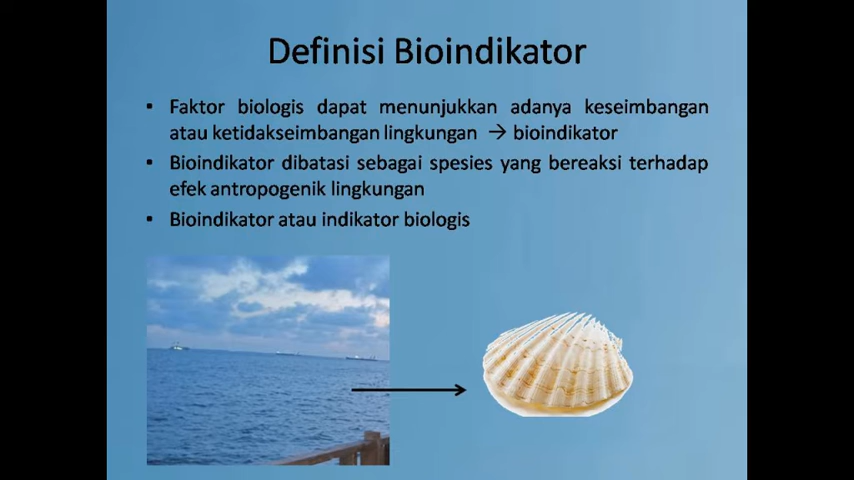 Definisi Bioindikator
• Faktor biologis dapat menunjukkan adanya keseimbangan
atau ketidakseimbangan lingkungan → bioindikator
• Bioindikator dibatasi sebagai spesies yang bereaksi terhadap
efek antropogenik lingkungan
• Bioindikator atau indikator biologis